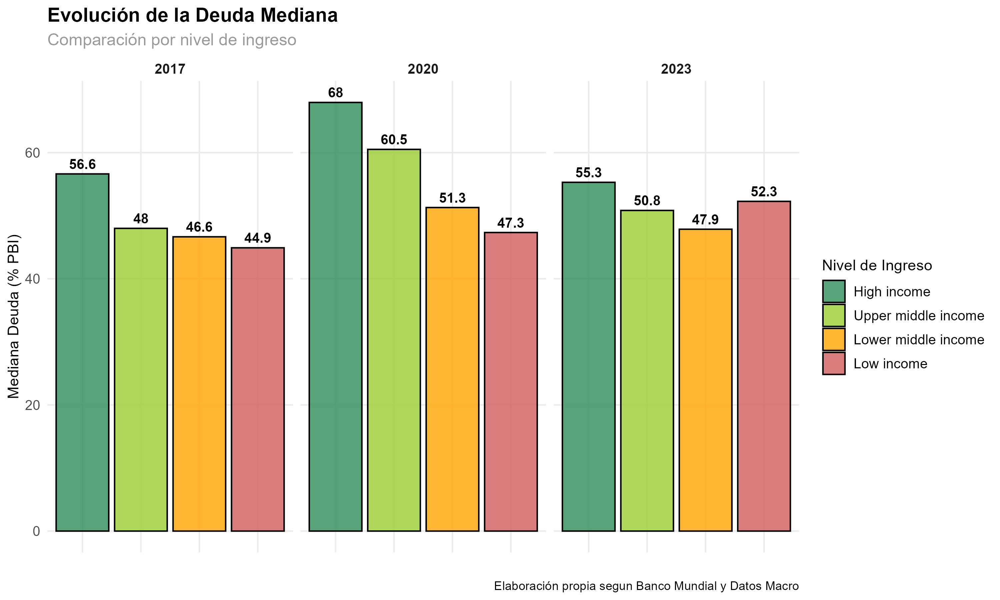 Evolución de la Deuda Mediana
Comparación por nivel de ingreso
2017
2020
2023
Mediana Deuda (% PBI)
60
40
20
0
56.6
48
46.6
44.9
68
60.5
51.3
47.3
55.3
50.8
47.9
52.3
Nivel de Ingreso
High income
Upper middle income
Lower middle income
Low income
Elaboración propia segun Banco Mundial y Datos Macro